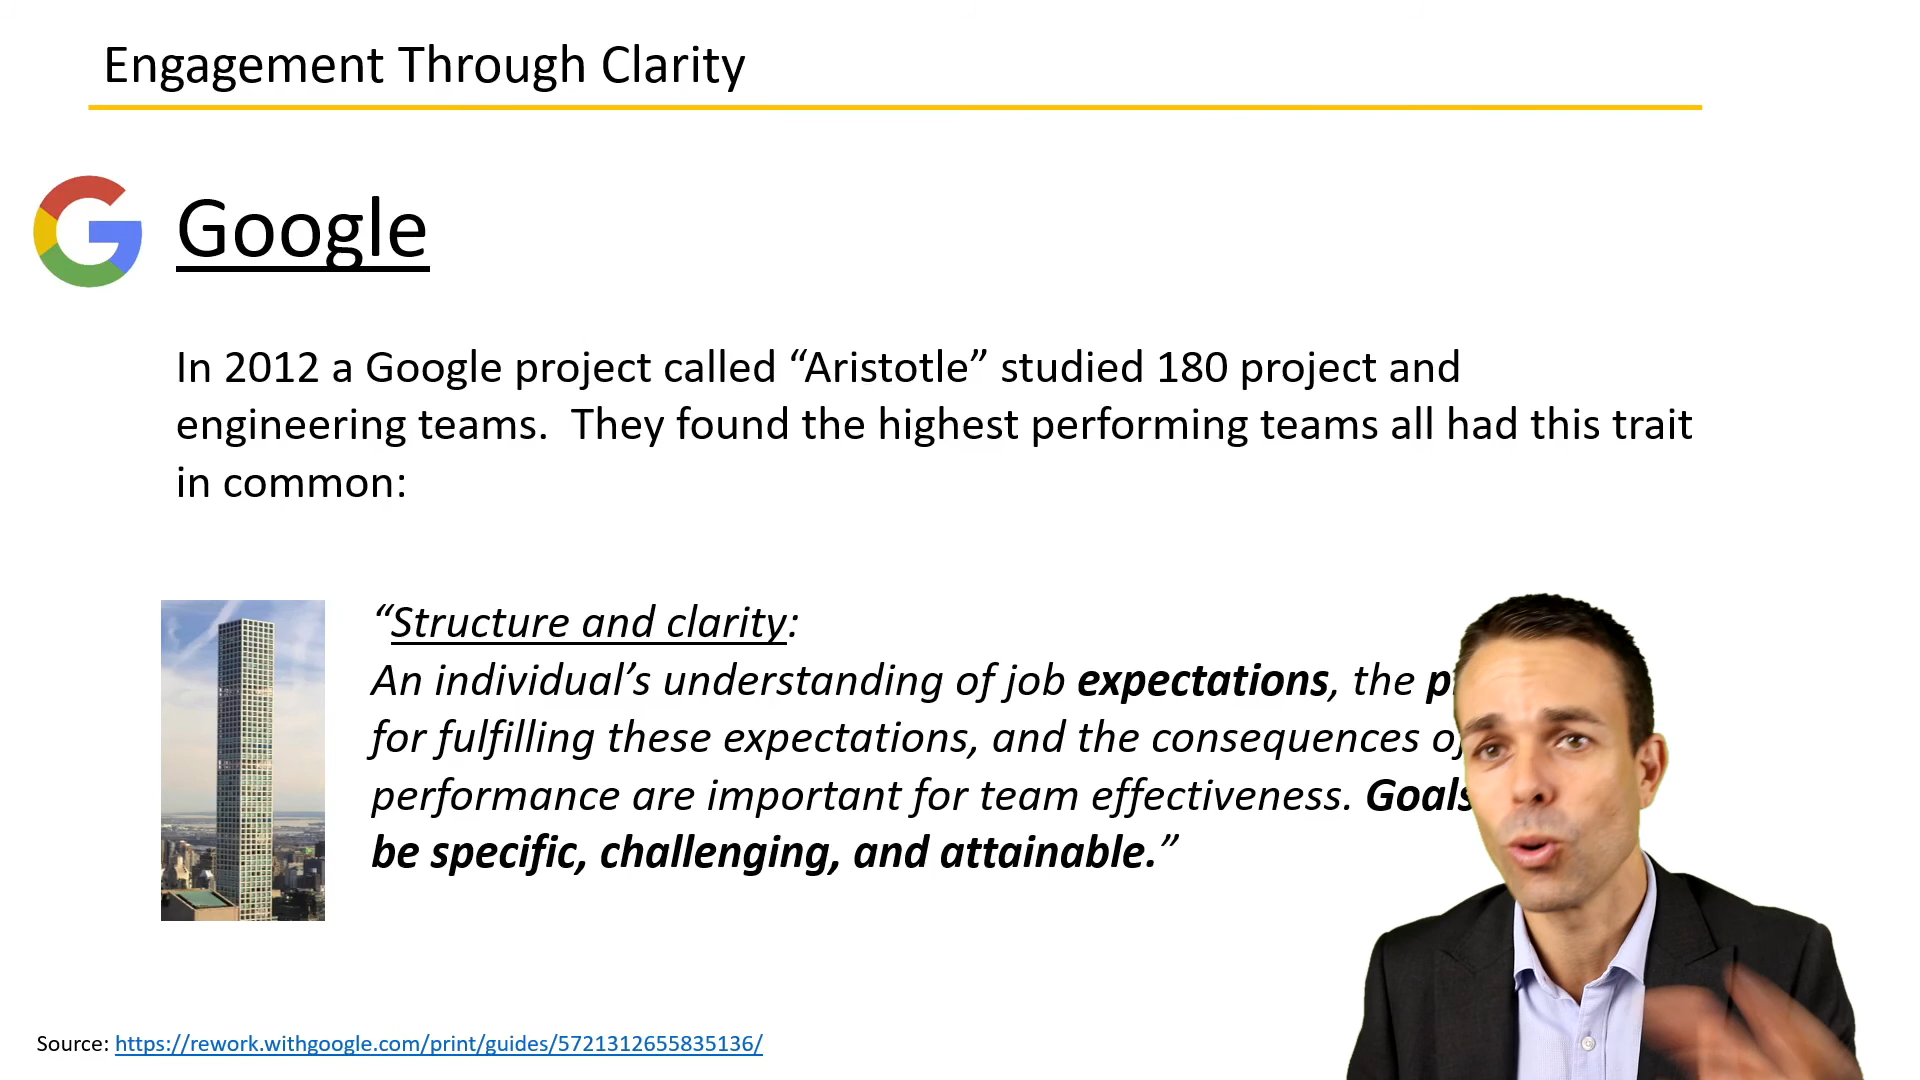 Engagement Through Clarity
Google
In 2012 a Google project called “Aristotle” studied 180 project and
engineering teams.  They found the highest performing teams all had this trait
in common:
“Structure and clarity:
An individual’s understanding of job expectations, the
for fulfilling these expectations, and the consequences of
performance are important for team effectiveness. Goals
be specific, challenging, and attainable.”
Source: https://rework.withgoogle.com/print/guides/5721312655835136/